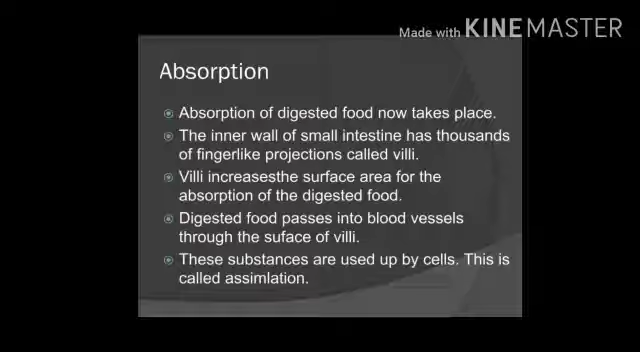 Made with KINEMASTER
Absorption
Absorption of digested food now takes place.
The inner wall of small intestine has thousands
of fingerlike projections called villi.
Villi increasesthe surface area for the
absorption of the digested food.
Digested food passes into blood vessels
through the suface of villi.
These substances are used up by cells. This is
called assimlation.